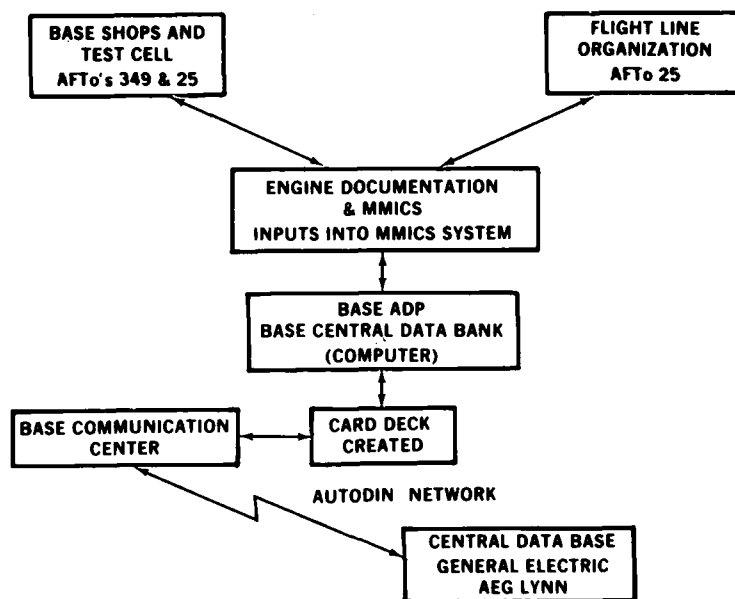 BASE SHOPS AND
TEST CELL
AFTo's 349 & 25
FLIGHT LINE
ORGANIZATION
AFTo 25
ENGINE DOCUMENTATION
& MMICS
INPUTS INTO MMICS SYSTEM
BASE ADP
BASE CENTRAL DATA BANK
(COMPUTER)
BASE COMMUNICATION
CENTER
CARD DECK
CREATED
AUTODIN NETWORK
CENTRAL DATA BASE
GENERAL ELECTRIC
AEG LYNN